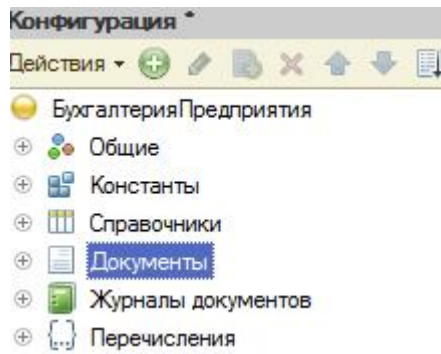 Конфигурация *
Действия
БухгалтерияПредприятия
Общие
Константы
Справочники
Документы
Журналы документов
Перечисления